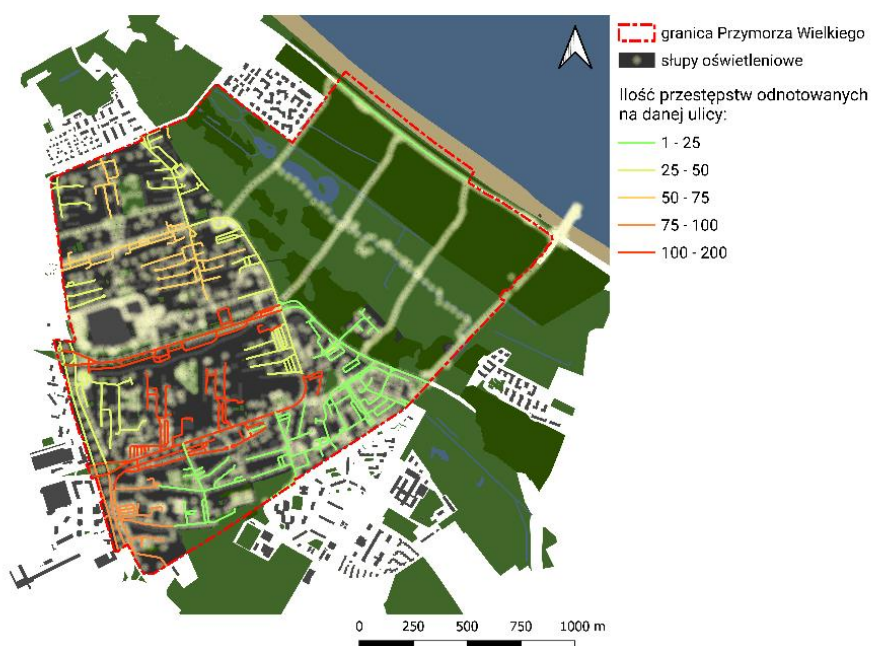 granica Przymorza Wielkiego
słupy oświetleniowe
Ilość przestępstw odnotowanych
na danej ulicy:
1 - 25
25 - 50
50 - 75
75 - 100
100 - 200
0 250 500 750 1000 m